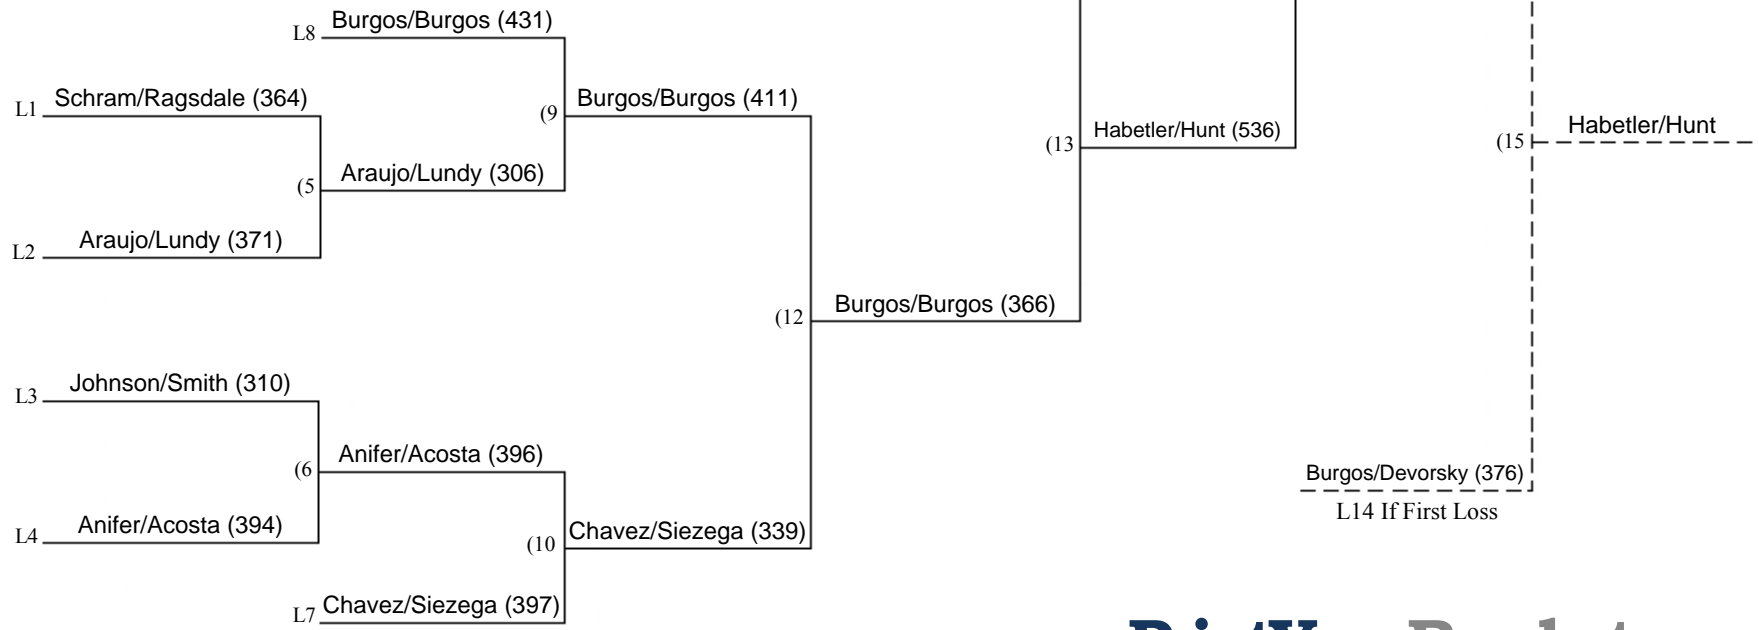 L8 Burgos/Burgos (431)
L1 Schram/Ragsdale (364)
(9 Burgos/Burgos (411)
(5 Araujo/Lundy (306)
L2 Araujo/Lundy (371)
(13 Habetler/Hunt (536)
(15 Habetler/Hunt
(12 Burgos/Burgos (366)
L3 Johnson/Smith (310)
(6 Anifer/Acosta (396)
L4 Anifer/Acosta (394)
(10 Chavez/Siezega (339)
L7 Chavez/Siezega (397)
Burgos/Devorsky (376)
L14 If First Loss